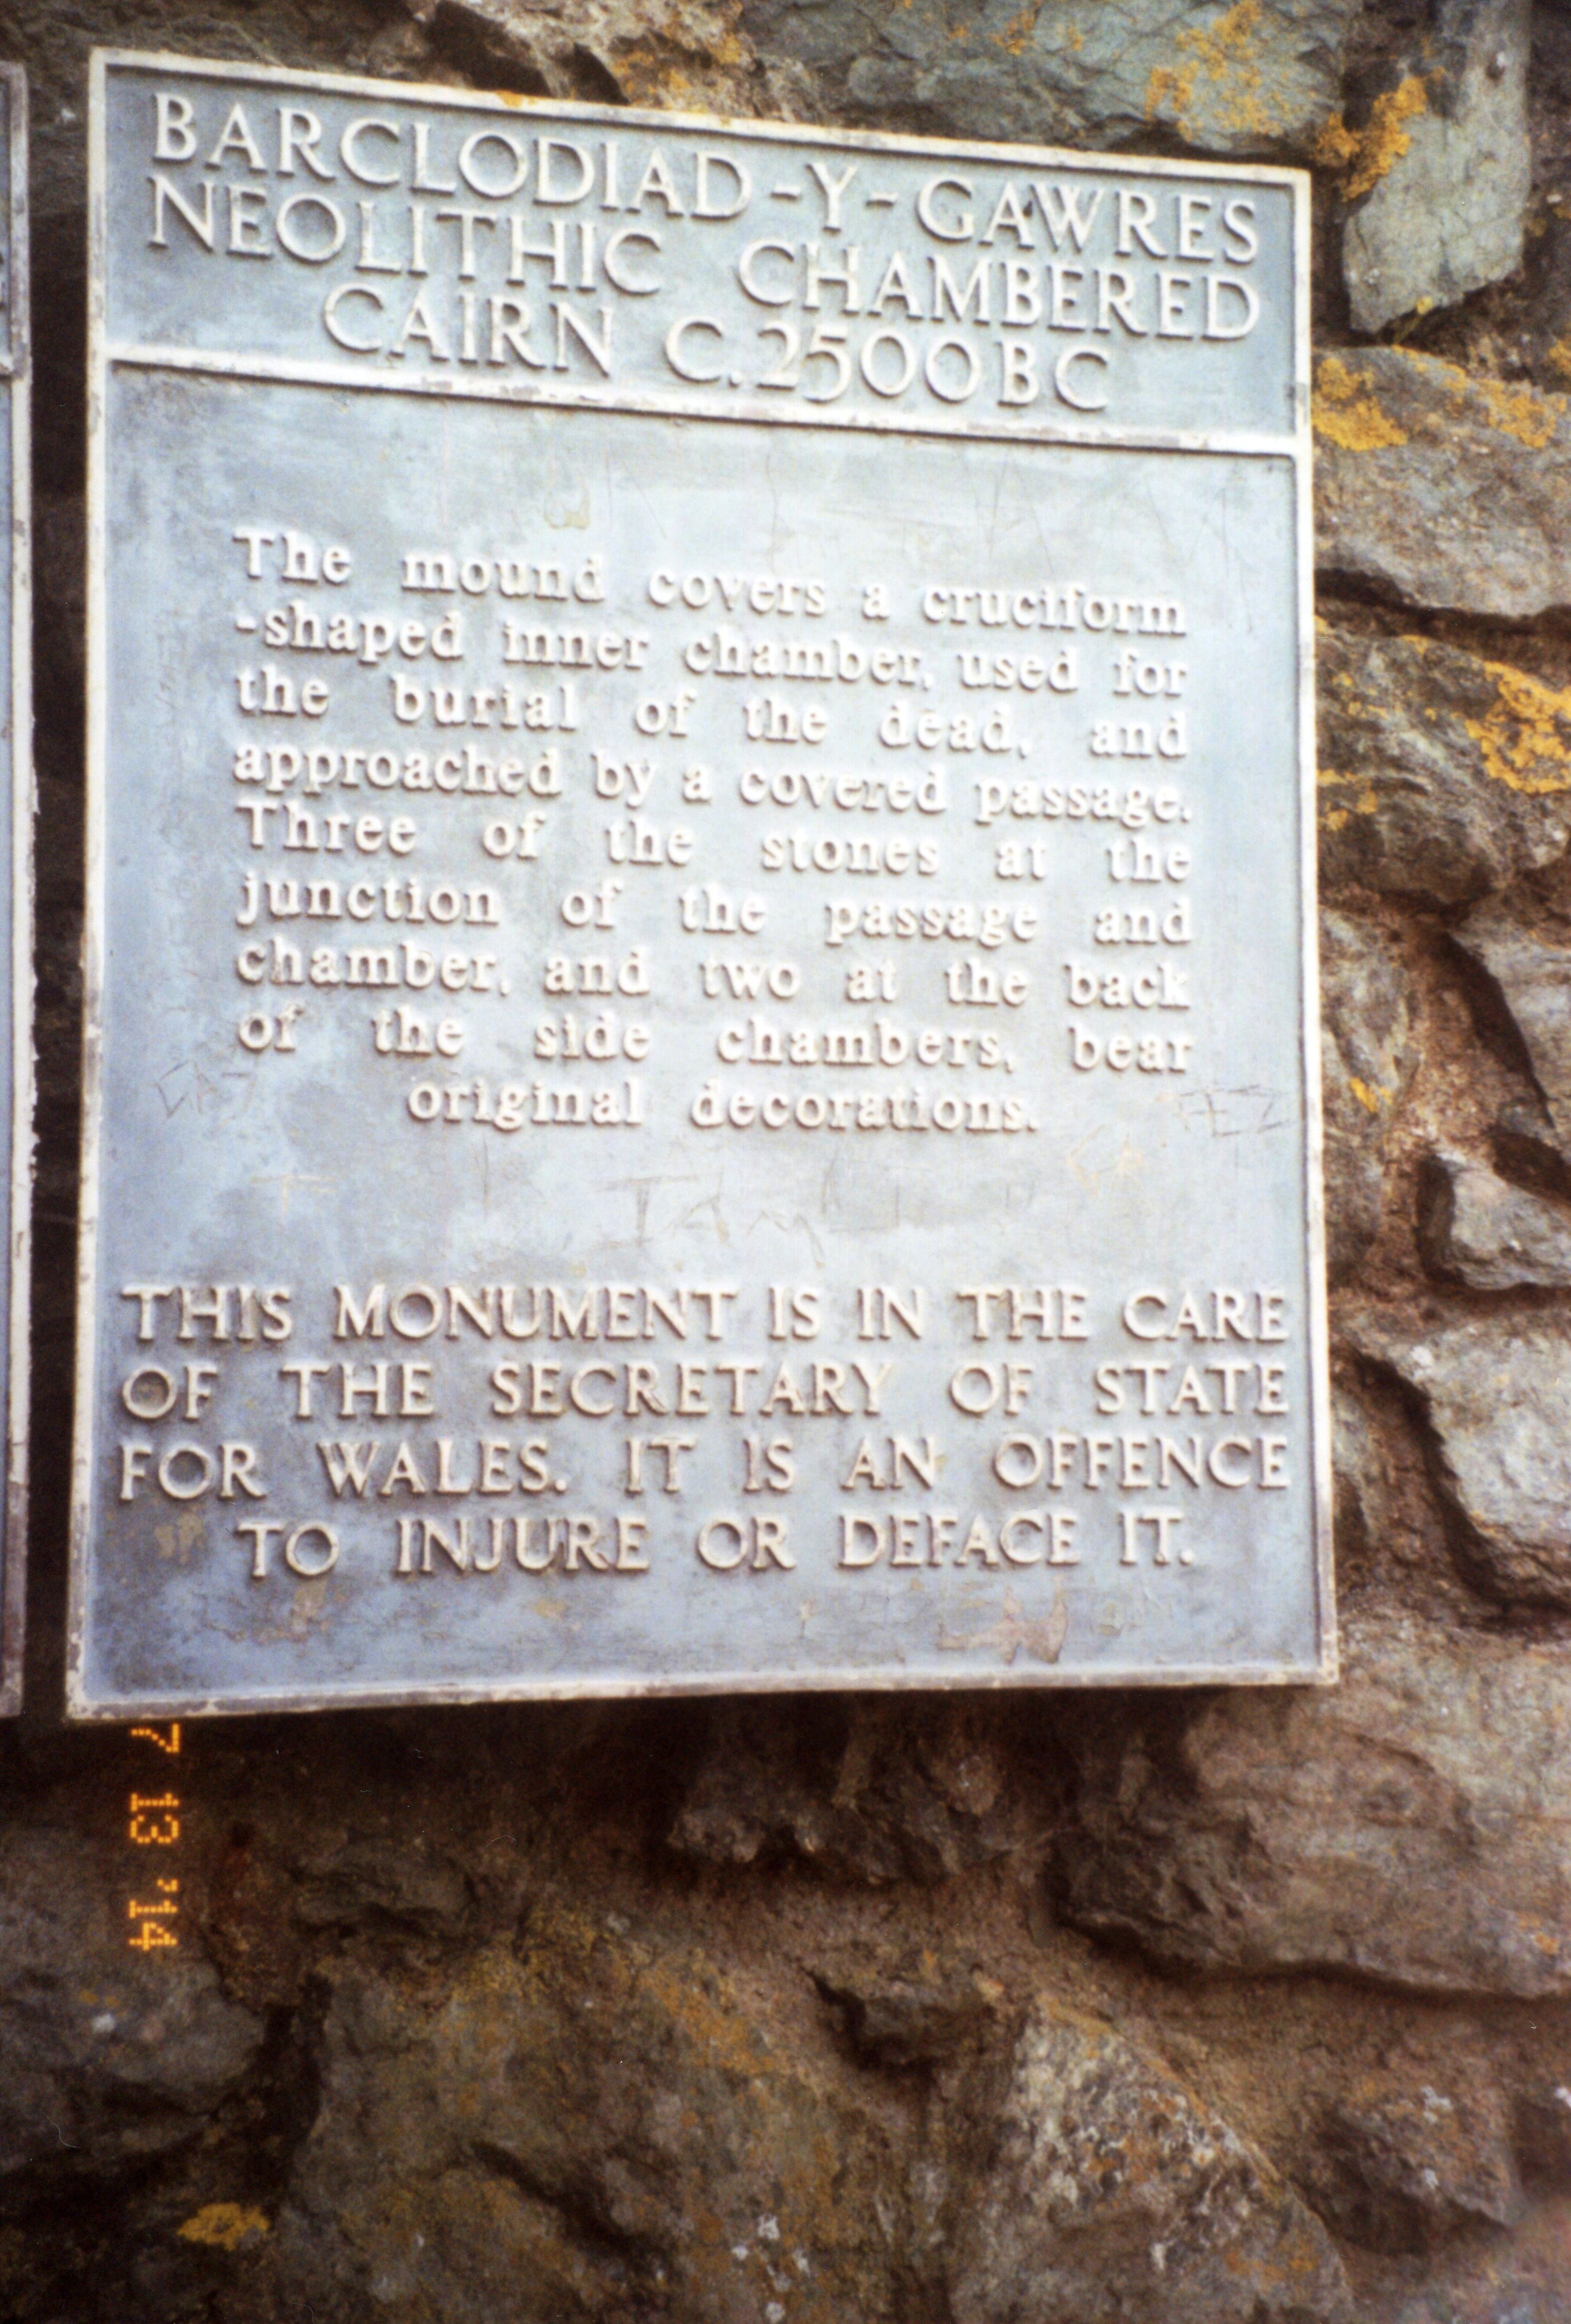 BARCLODIAD-Y-GAWRES
NEOLITHIC CHAMBERED
CAIRN C.2500BC
The mound covers a cruciform
-shaped inner chamber, used for
the burial of the dead, and
approached by a covered passage.
Three of the stones at the
junction of the passage and
chamber, and two at the back
of the side chambers, bear
original decorations.
THIS MONUMENT IS IN THE CARE
OF THE SECRETARY OF STATE
FOR WALES. IT IS AN OFFENCE
TO INJURE OR DEFACE IT.
7 13 '14